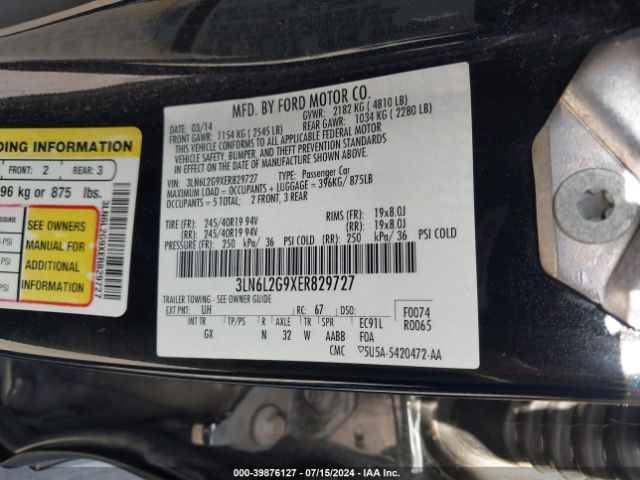 MFD. BY FORD MOTOR CO.
DATE: 03/14 GVWR: 2182 KG ( 4810 LB)
FRONT GAWR: 1154 KG ( 2545 LB) REAR GAWR: 1034 KG ( 2280 LB)
THIS VEHICLE CONFORMS TO ALL APPLICABLE FEDERAL MOTOR
VEHICLE SAFETY, BUMPER, AND THEFT PREVENTION STANDARDS IN
EFFECT ON THE DATE OF MANUFACTURE SHOWN ABOVE.
VIN: 3LN6L2G9XER829727 TYPE: Passenger Car
MAXIMUM LOAD = OCCUPANTS + LUGGAGE = 396KG/ 875LB
OCCUPANTS = 5 TOTAL; 2 FRONT, 3 REAR
TIRE (FR): 245/40R19 94V RIMS (FR): 19x8.0J
(RR): 245/40R19 94V (RR): 19x8.0J
PRESSURE (FR): 250 kPa/ 36 PSI COLD (RR): 250 kPa/ 36 PSI COLD
3LN6L2G9XER829727
TRAILER TOWING - SEE OWNER GUIDE
EXT PNT: UH RC: 67 DSO: F0074
R0065
INT TR TP/PS R AXLE TR SPR EC91L
GX N 32 W AABB FOA
CMC 5U5A-5420472-AA
DING INFORMATION
FRONT: 2 REAR: 3
96 kg or 875 lbs.
SEE OWNERS
MANUAL FOR
ADDITIONAL
INFORMATION
PSI
PSI
3LN6L2G9XER829727
000-39876127 - 07/15/2024 - IAA Inc.